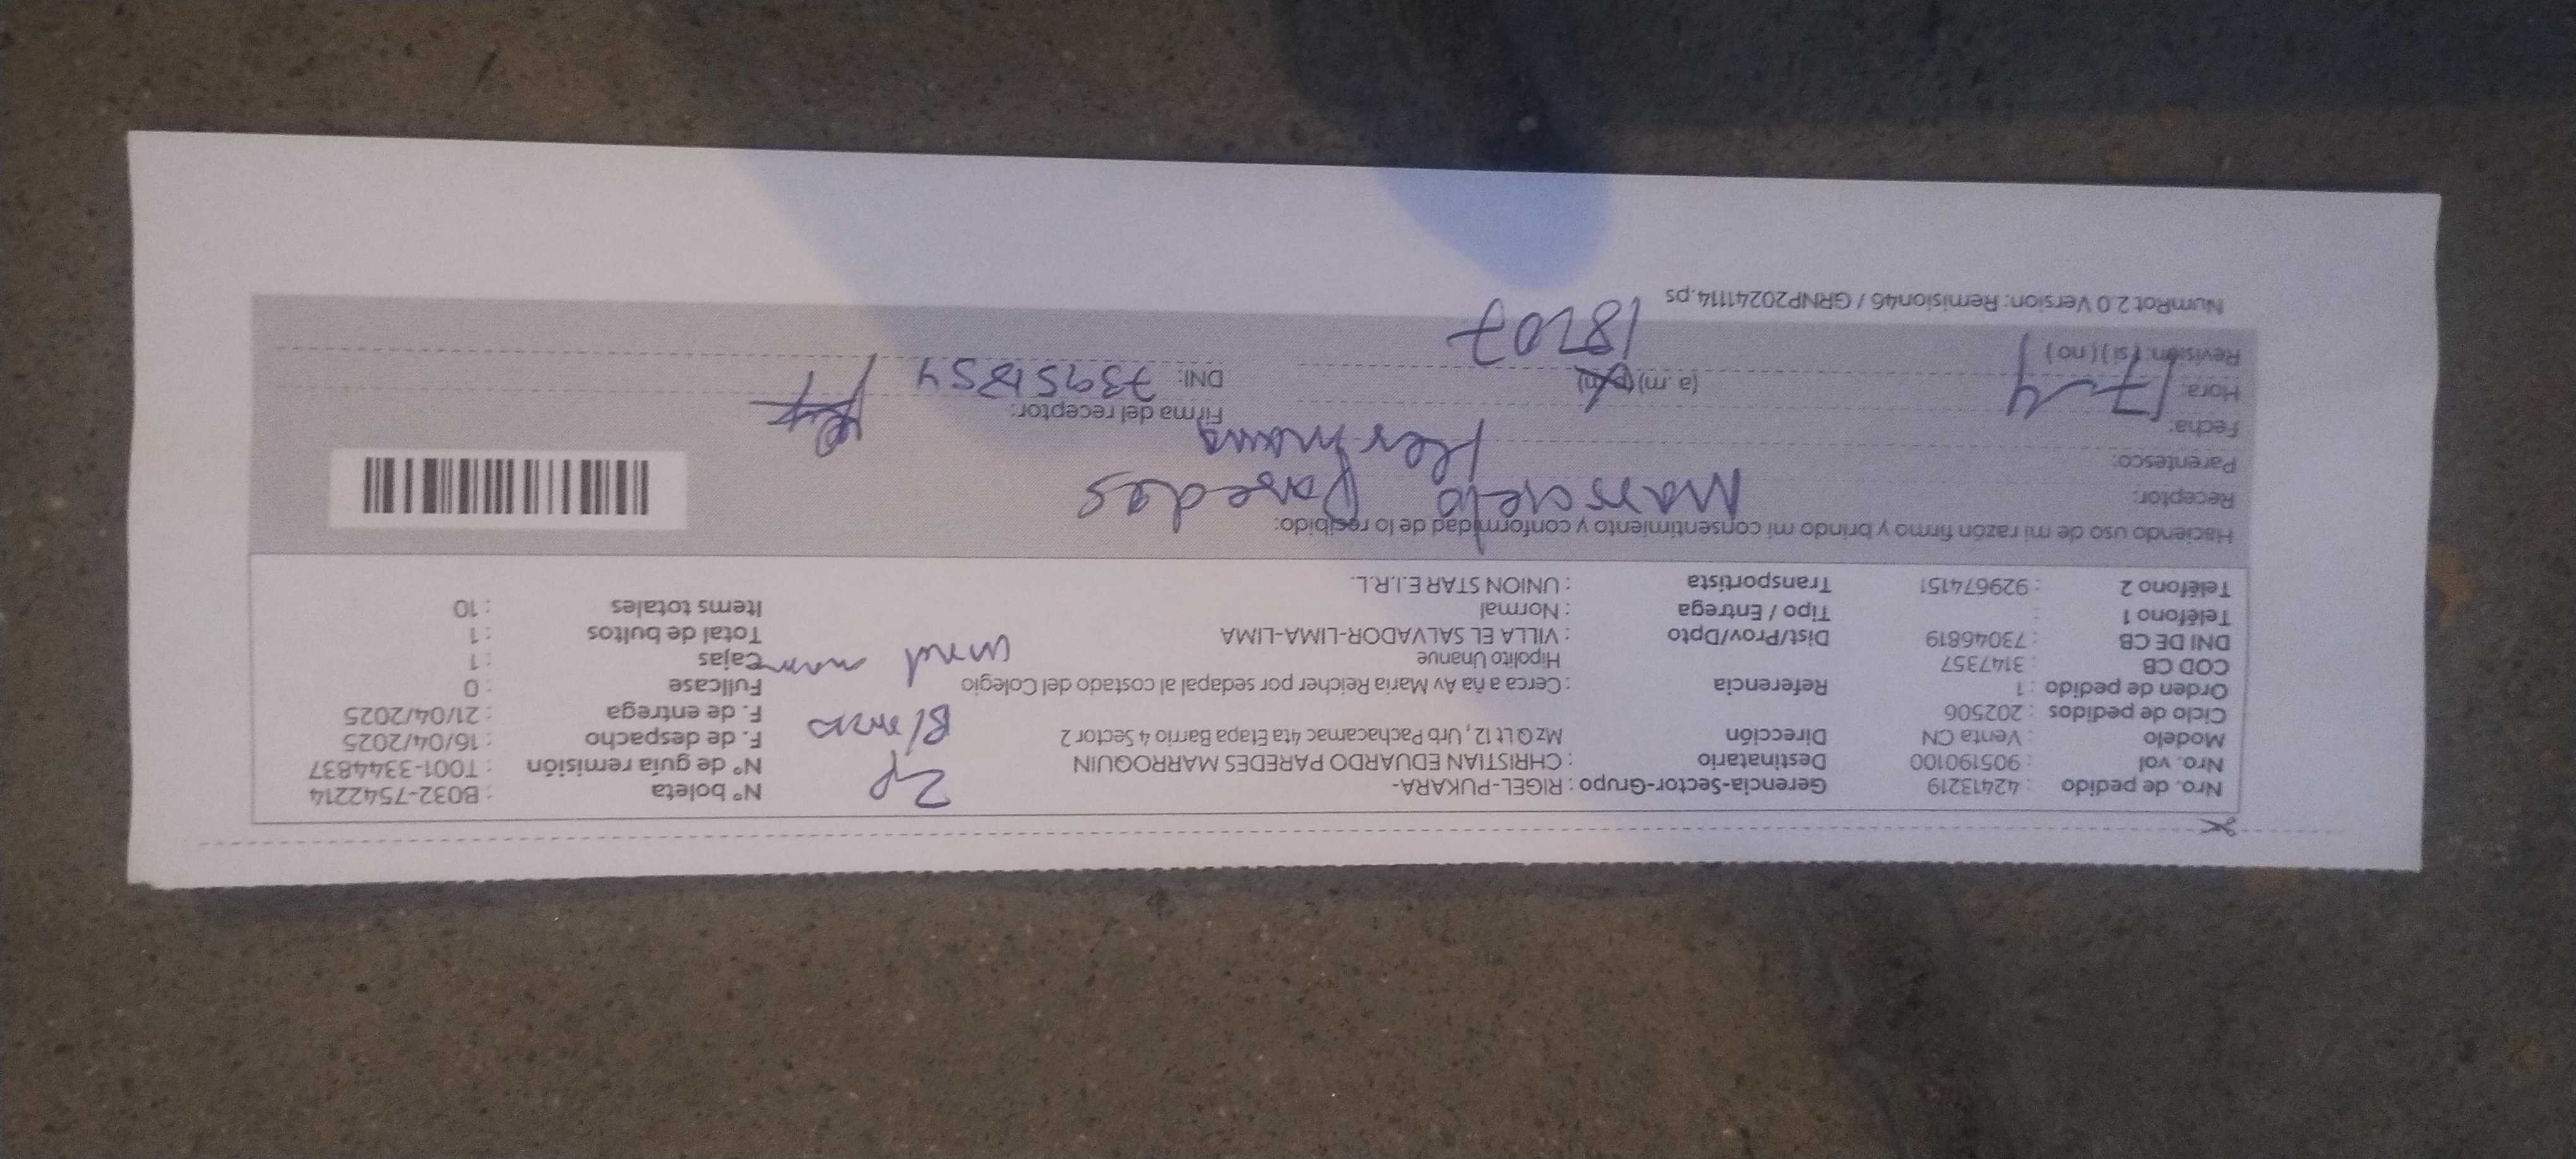 Nro. de pedido : 42413219 Gerencia-Sector-Grupo : RIGEL-PUKARA- N° boleta : B032-7542214
Nro. vol : 905190100 Destinatario : CHRISTIAN EDUARDO PAREDES MARROQUIN 2p N° de guía remisión : T001-3344837
Modelo : Venta CN Dirección Mz Q Lt 12, Urb Pachacamac 4ta Etapa Barrio 4 Sector 2 F. de despacho : 16/04/2025
Ciclo de pedidos : 202506 Blanco F. de entrega : 21/04/2025
Orden de pedido : 1 Referencia : Cerca a ña Av Maria Reicher por sedapal al costado del Colegio Fullcase : 0
COD CB : 3147357 Hipolito Unanue Cajas : 1
DNI DE CB : 73046819 Dist/Prov/Dpto : VILLA EL SALVADOR-LIMA-LIMA Total de bultos : 1
Teléfono 1 : Tipo / Entrega : Normal Items totales : 10
Teléfono 2 : 929674151 Transportista : UNION STAR E.I.R.L.
Haciendo uso de mi razón firmo y brindo mi consentimiento y conformidad de lo recibido:
Receptor: Paredes
Parentesco: Hermana
Fecha: 17-4 Firma del receptor:
Hora: (a.m) (p.m) 18:07 DNI:
Revisión: (si) (no)
NumRot 2.0 Version: Remision46 / GRNP20241114.ps